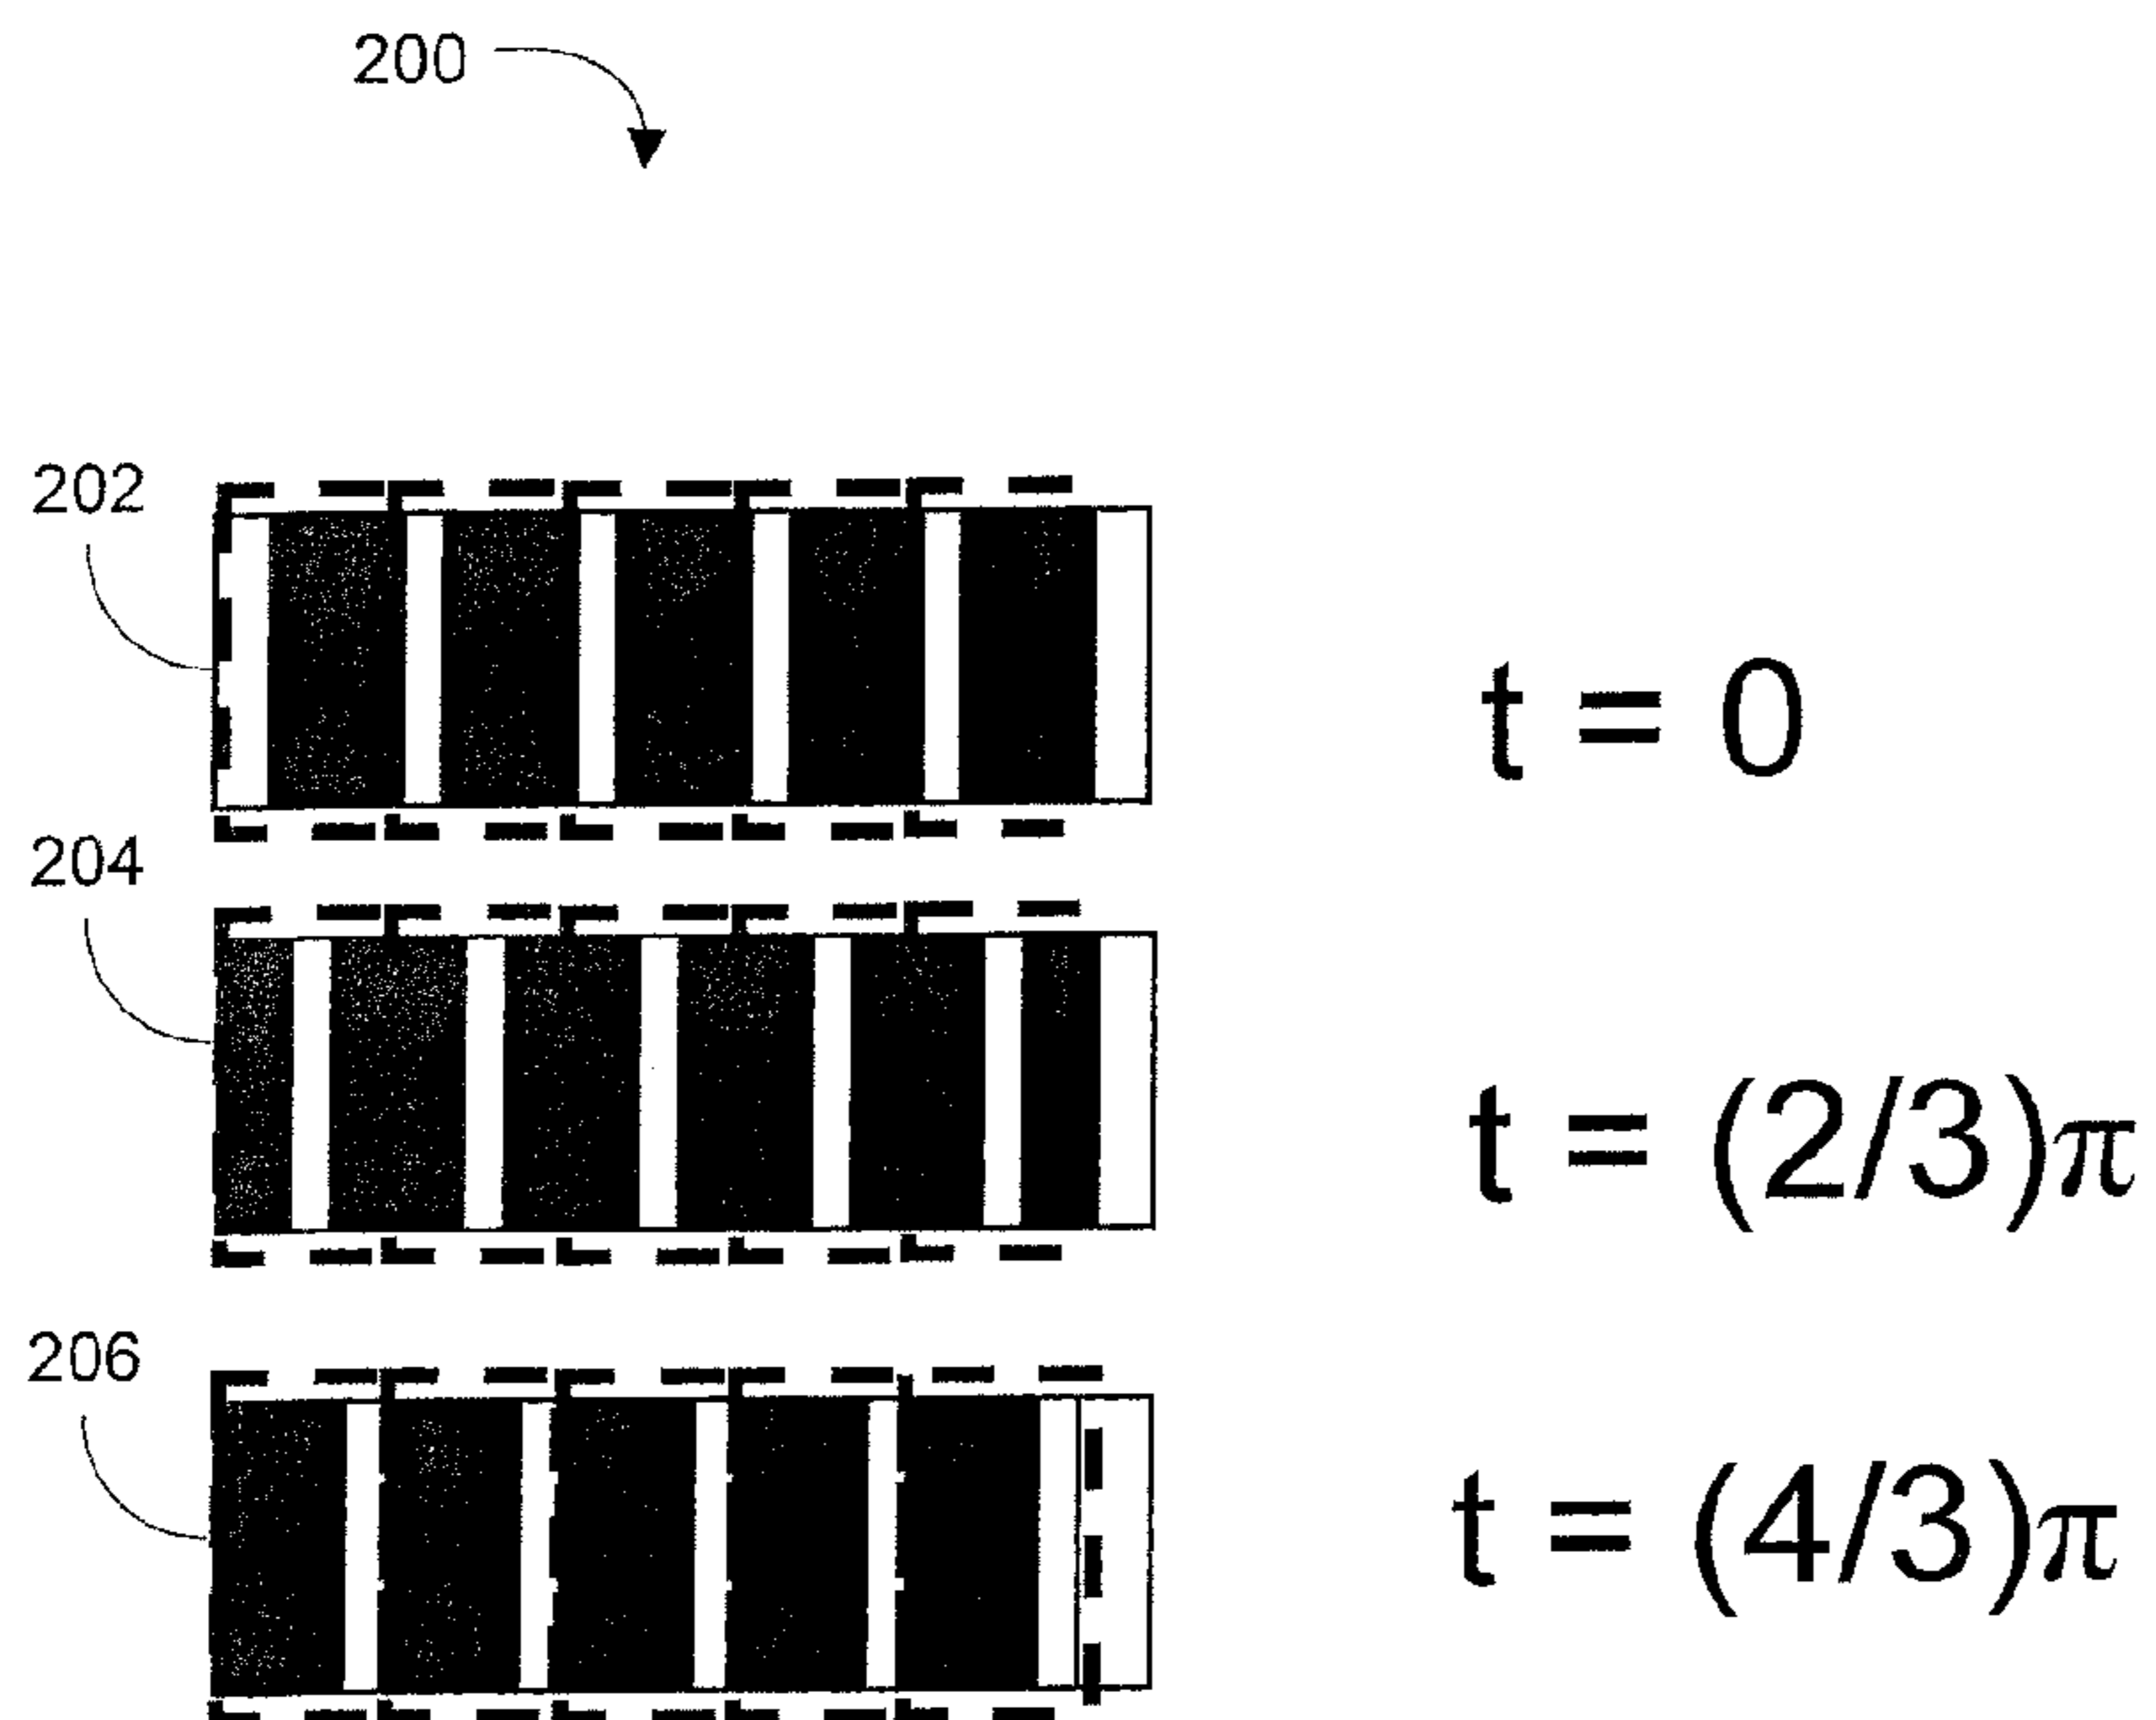 200
202
t = 0
204
t = (2/3)π
206
t = (4/3)π